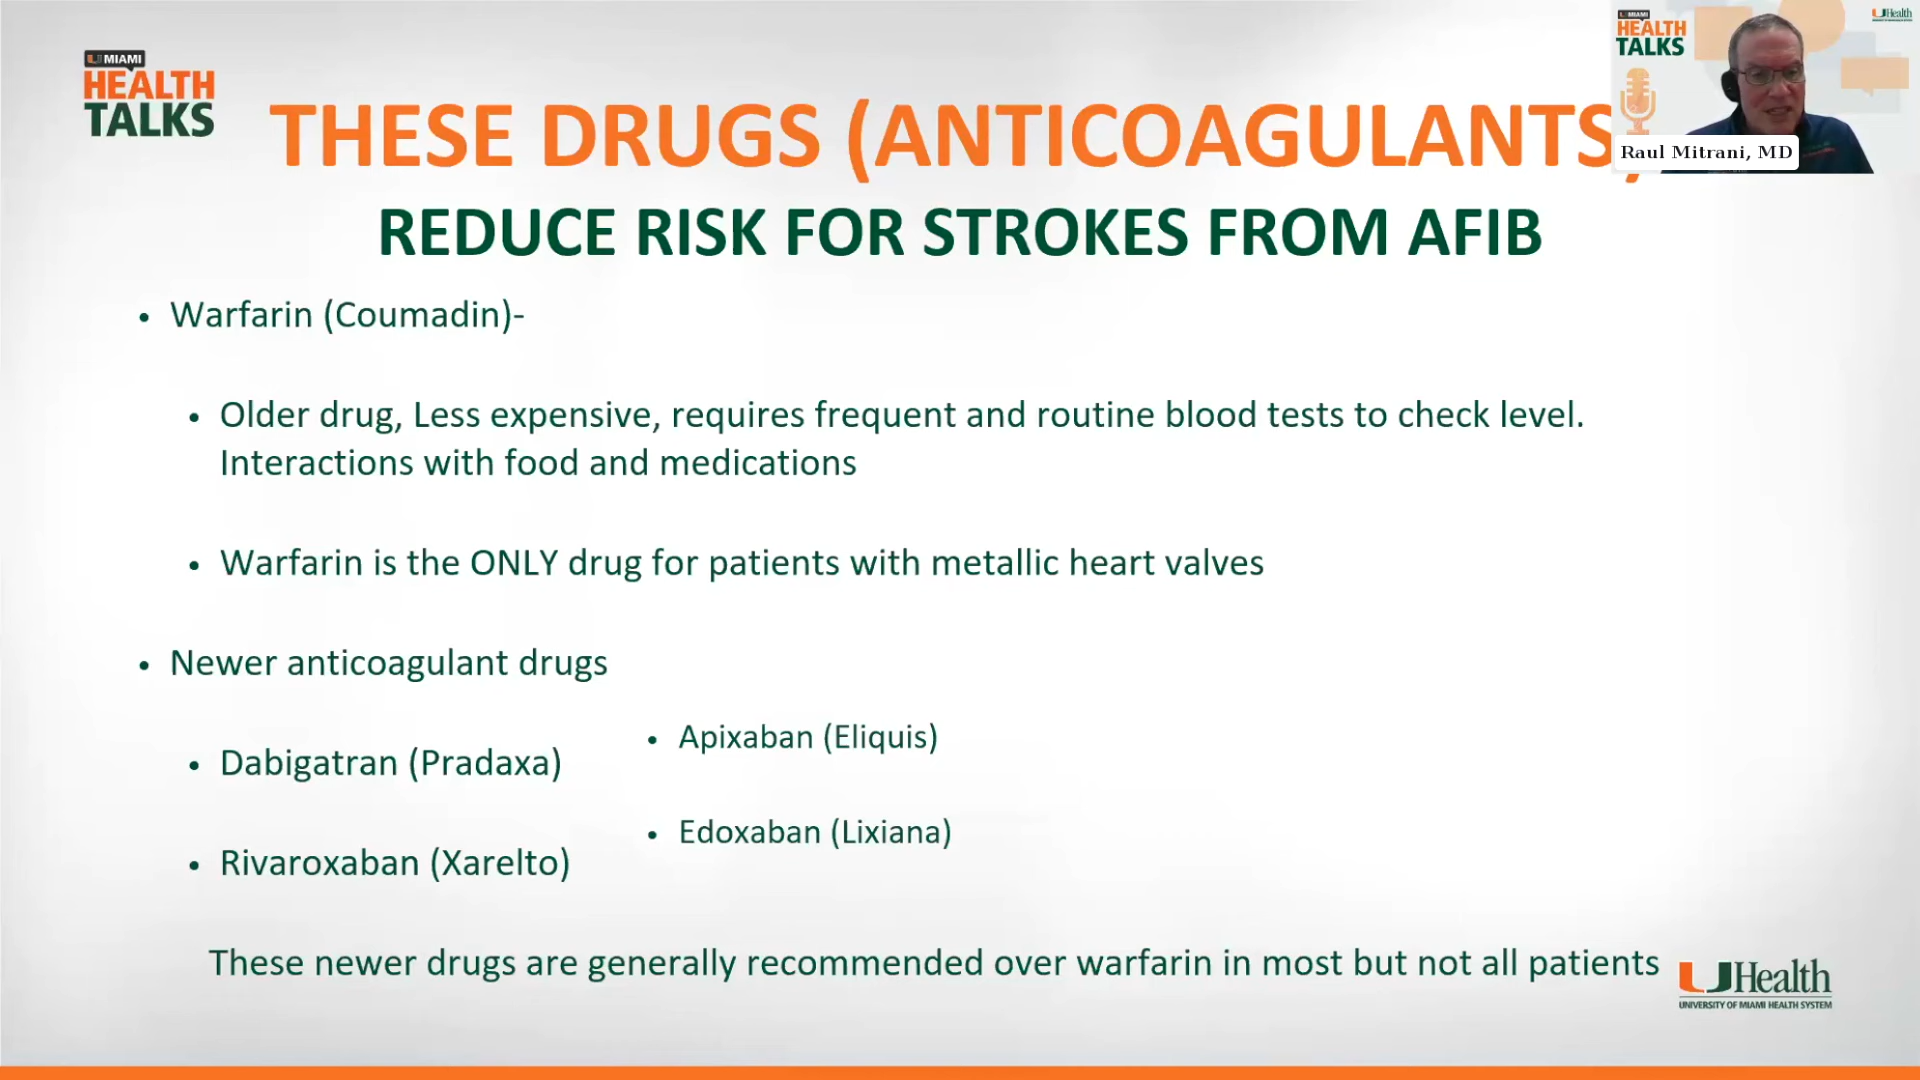 MIAMI
HEALTH
TALKS
THESE DRUGS (ANTICOAGULANTS)
REDUCE RISK FOR STROKES FROM AFIB
• Warfarin (Coumadin)-
• Older drug, Less expensive, requires frequent and routine blood tests to check level.
Interactions with food and medications
• Warfarin is the ONLY drug for patients with metallic heart valves
• Newer anticoagulant drugs
• Dabigatran (Pradaxa)
• Rivaroxaban (Xarelto)
• Apixaban (Eliquis)
• Edoxaban (Lixiana)
These newer drugs are generally recommended over warfarin in most but not all patients
UHealth
UNIVERSITY OF MIAMI HEALTH SYSTEM
MIAMI
HEALTH
TALKS
UHealth
Raul Mitrani, MD